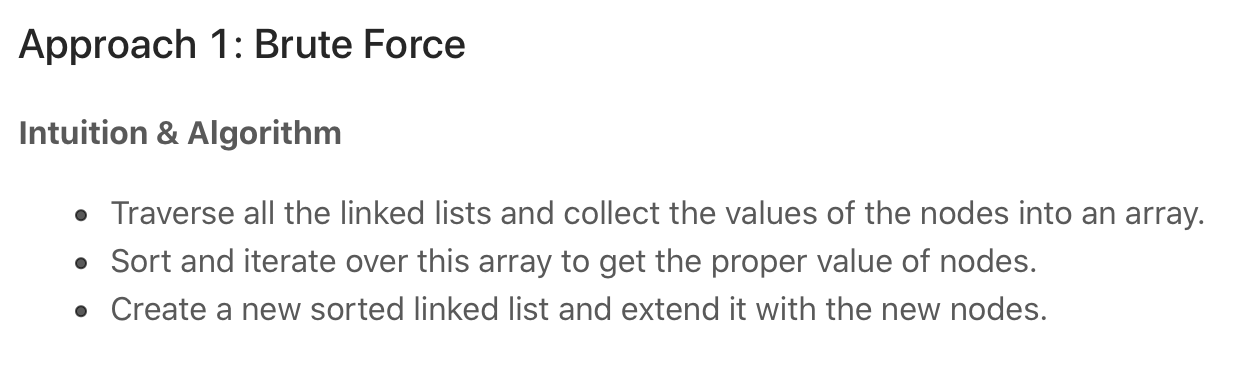 Approach 1: Brute Force
Intuition & Algorithm
• Traverse all the linked lists and collect the values of the nodes into an array.
• Sort and iterate over this array to get the proper value of nodes.
• Create a new sorted linked list and extend it with the new nodes.